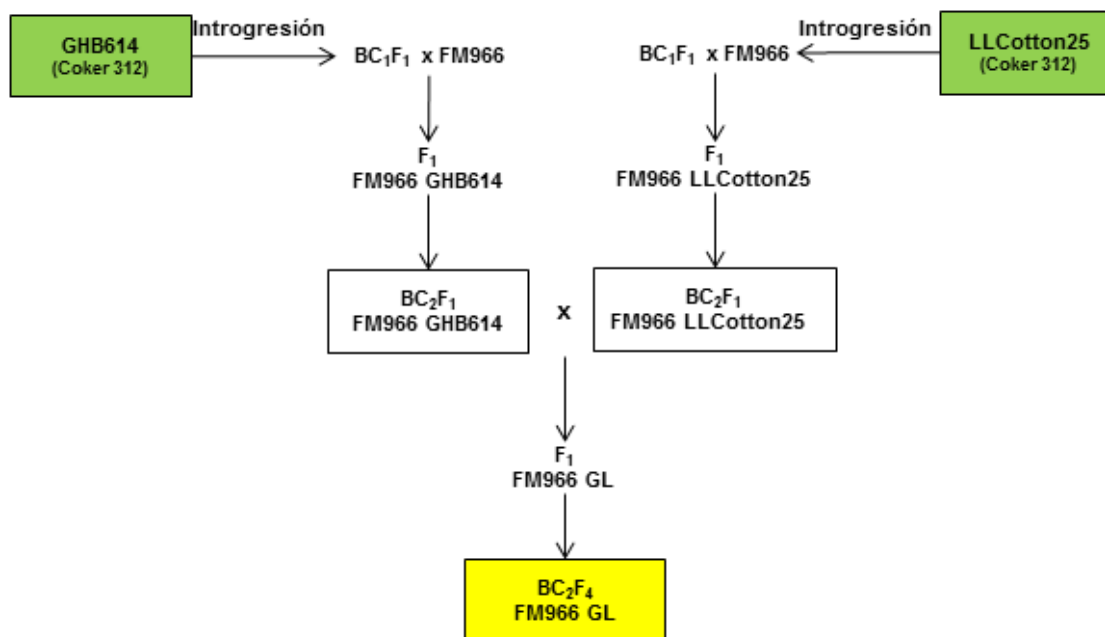 GHB614
(Coker 312)
Introgresión
BC₁F₁ x FM966
BC₁F₁ x FM966
Introgresión
LLCotton25
(Coker 312)
F₁
FM966 GHB614
F₁
FM966 LLCotton25
BC₂F₁
FM966 GHB614
x
BC₂F₁
FM966 LLCotton25
F₁
FM966 GL
BC₂F₄
FM966 GL